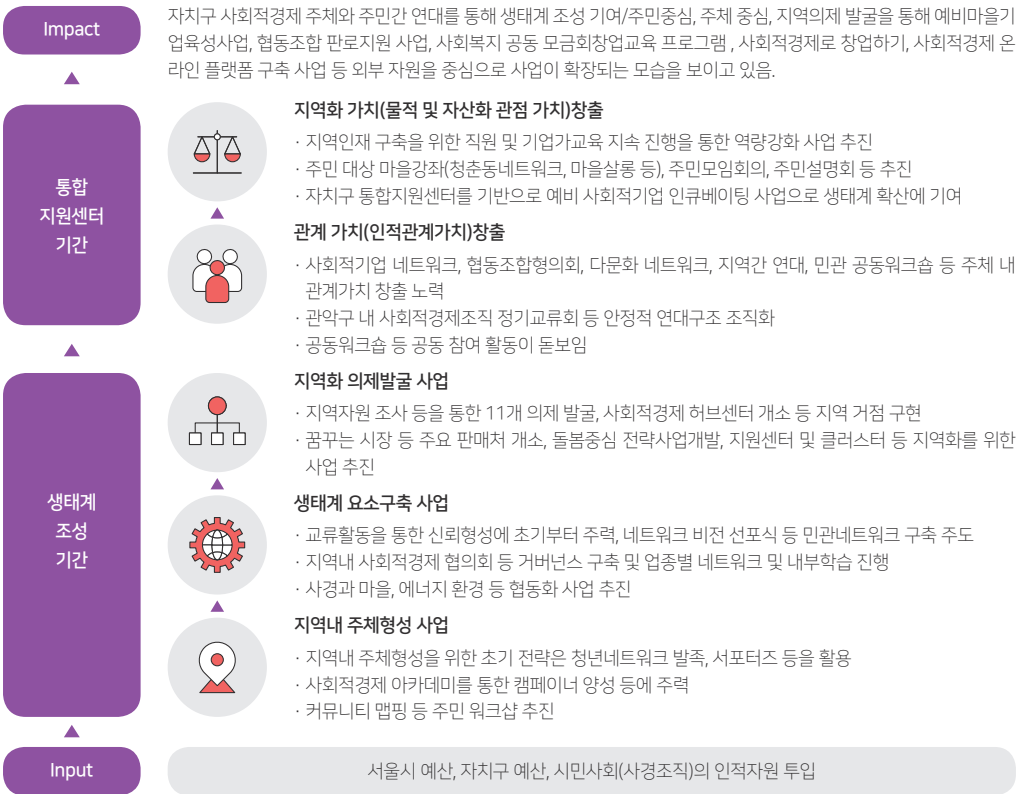 Impact
자치구 사회적경제 주체와 주민간 연대를 통해 생태계 조성 기여/주민중심, 주체 중심, 지역의제 발굴을 통해 예비마을기
업육성사업, 협동조합 판로지원 사업, 사회복지 공동 모금회창업교육 프로그램 , 사회적경제로 창업하기, 사회적경제 온
라인 플랫폼 구축 사업 등 외부 자원을 중심으로 사업이 확장되는 모습을 보이고 있음.
통합
지원센터
기간
지역화 가치(물적 및 자산화 관점 가치)창출
· 지역인재 구축을 위한 직원 및 기업가교육 지속 진행을 통한 역량강화 사업 추진
· 주민 대상 마을강좌(청춘동네트워크, 마을살롱 등), 주민모임회의, 주민설명회 등 추진
· 자치구 통합지원센터를 기반으로 예비 사회적기업 인큐베이팅 사업으로 생태계 확산에 기여
관계 가치(인적관계가치)창출
· 사회적기업 네트워크, 협동조합형의회, 다문화 네트워크, 지역간 연대, 민관 공동워크숍 등 주체 내
관계가치 창출 노력
· 관악구 내 사회적경제조직 정기교류회 등 안정적 연대구조 조직화
· 공동워크숍 등 공동 참여 활동이 돋보임
생태계
조성
기간
지역화 의제발굴 사업
· 지역자원 조사 등을 통한 11개 의제 발굴, 사회적경제 허브센터 개소 등 지역 거점 구현
· 꿈꾸는 시장 등 주요 판매처 개소, 돌봄중심 전략사업개발, 지원센터 및 클러스터 등 지역화를 위한
사업 추진
생태계 요소구축 사업
· 교류활동을 통한 신뢰형성에 초기부터 주력, 네트워크 비전 선포식 등 민관네트워크 구축 주도
· 지역내 사회적경제 협의회 등 거버넌스 구축 및 업종별 네트워크 및 내부학습 진행
· 사경과 마을, 에너지 환경 등 협동화 사업 추진
지역내 주체형성 사업
· 지역내 주체형성을 위한 초기 전략은 청년네트워크 발족, 서포터즈 등을 활용
· 사회적경제 아카데미를 통한 캠페이너 양성 등에 주력
· 커뮤니티 맵핑 등 주민 워크샵 추진
Input
서울시 예산, 자치구 예산, 시민사회(사경조직)의 인적자원 투입